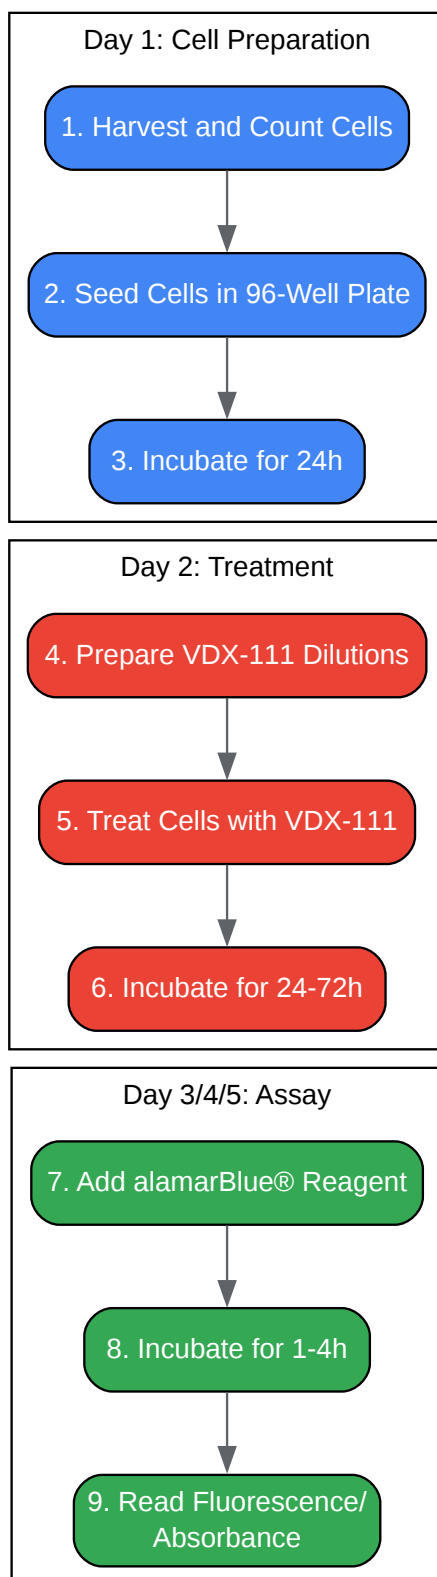 Day 1: Cell Preparation
1. Harvest and Count Cells
2. Seed Cells in 96-Well Plate
3. Incubate for 24h
Day 2: Treatment
4. Prepare VDX-111 Dilutions
5. Treat Cells with VDX-111
6. Incubate for 24-72h
Day 3/4/5: Assay
7. Add alamarBlue® Reagent
8. Incubate for 1-4h
9. Read Fluorescence/
Absorbance